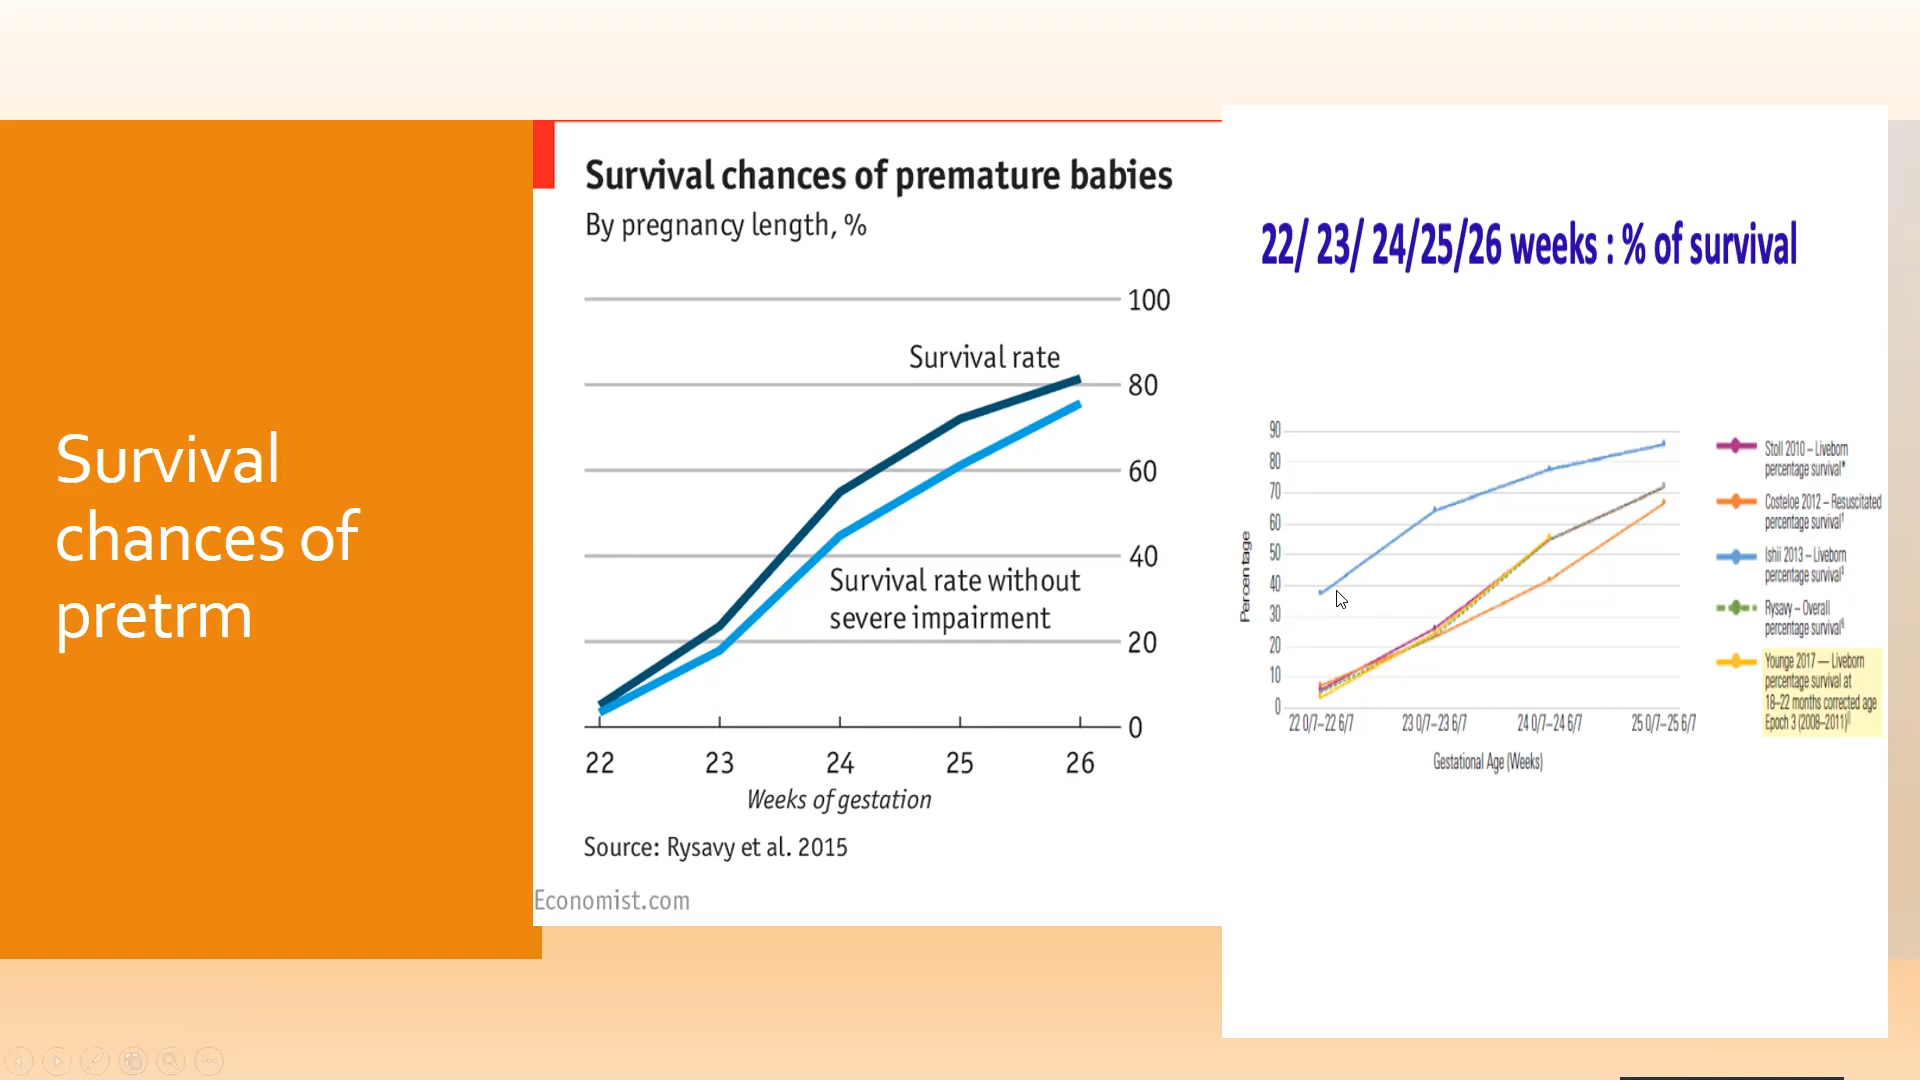 Survival
chances of
pretrm
Survival chances of premature babies
By pregnancy length, %
100
80
60
40
20
0
Survival rate
Survival rate without
severe impairment
22 23 24 25 26
Weeks of gestation
Source: Rysavy et al. 2015
Economist.com
22/ 23/ 24/25/26 weeks : % of survival
Percentage
90
80
70
60
50
40
30
20
10
0
22 0/7–22 6/7 23 0/7–23 6/7 24 0/7–24 6/7 25 0/7–25 6/7
Gestational Age (Weeks)
Stoll 2010 – Liveborn
percentage survival*
Costeloe 2012 – Resuscitated
percentage survival†
Ishii 2013 – Liveborn
percentage survival‡
Rysavy – Overall
percentage survival§
Younge 2017 — Liveborn
percentage survival at
18–22 months corrected age
Epoch 3 (2008–2011)||